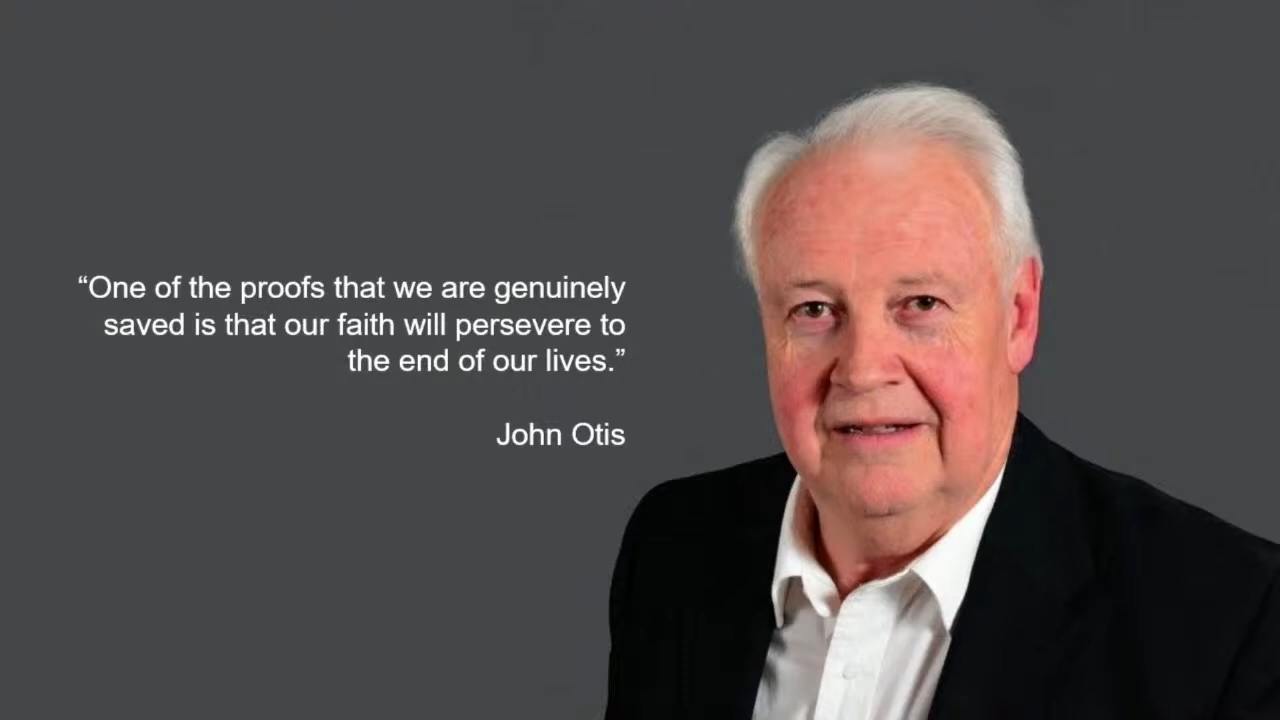 “One of the proofs that we are genuinely
saved is that our faith will persevere to
the end of our lives.”
John Otis